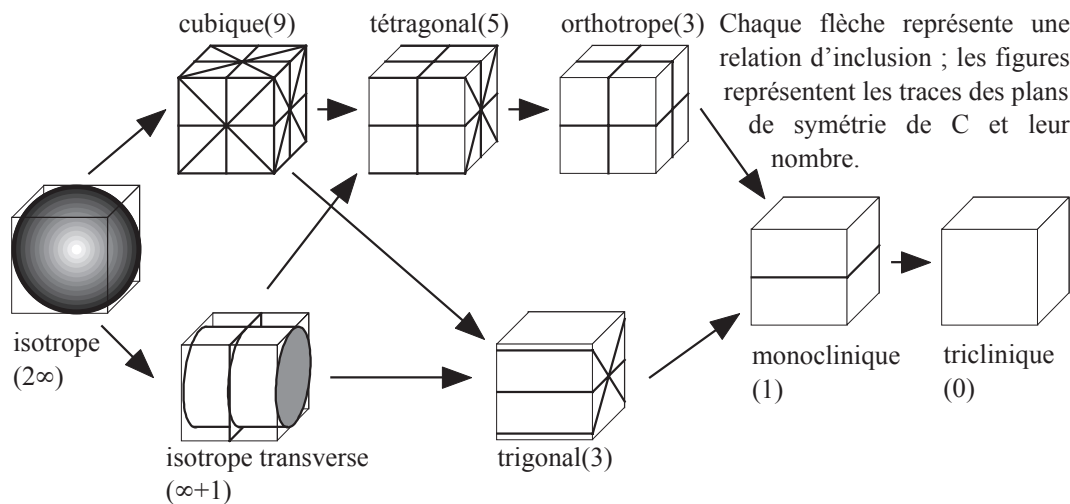 cubique(9)
tétragonal(5)
orthotrope(3)
Chaque flèche représente une
relation d’inclusion ; les figures
représentent les traces des plans
de symétrie de C et leur
nombre.
isotrope
(2∞)
isotrope transverse
(∞+1)
trigonal(3)
monoclinique
(1)
triclinique
(0)